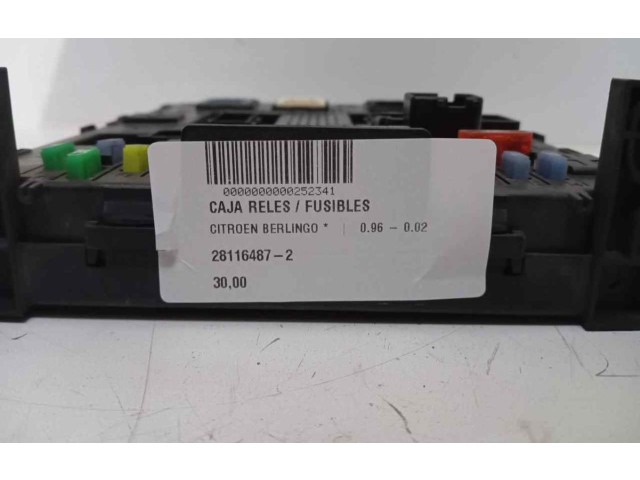 0000000000252341
CAJA RELES / FUSIBLES
CITROEN BERLINGO * | 0.96 - 0.02
28116487-2
30,00